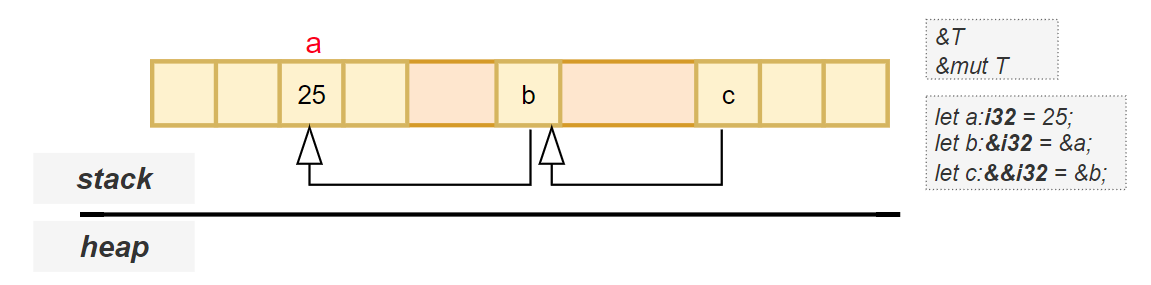 a
25
b
c
stack
heap
&T
&mut T
let a:i32 = 25;
let b:&i32 = &a;
let c:&&i32 = &b;